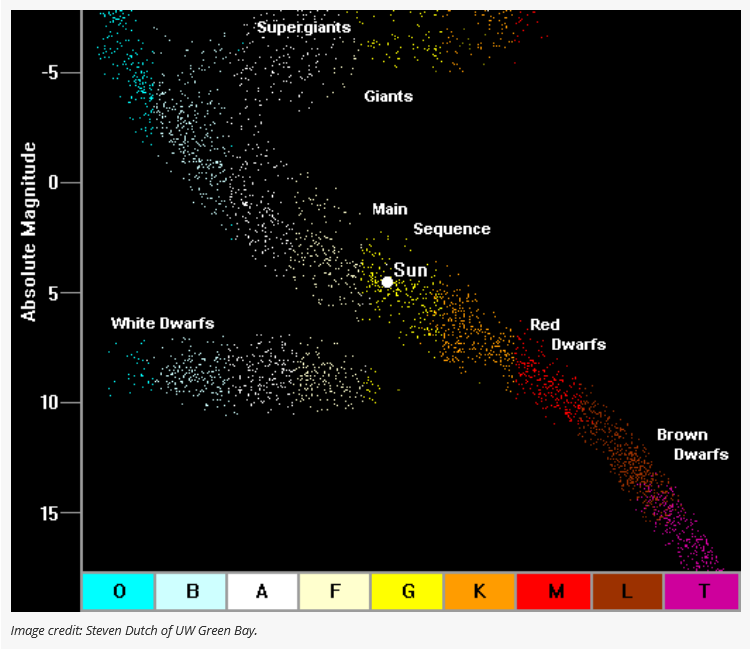 Supergiants
-5
Giants
Absolute Magnitude
0
Main
Sequence
Sun
5
White Dwarfs
Red
Dwarfs
10
Brown
Dwarfs
15
O B A F G K M L T
Image credit: Steven Dutch of UW Green Bay.